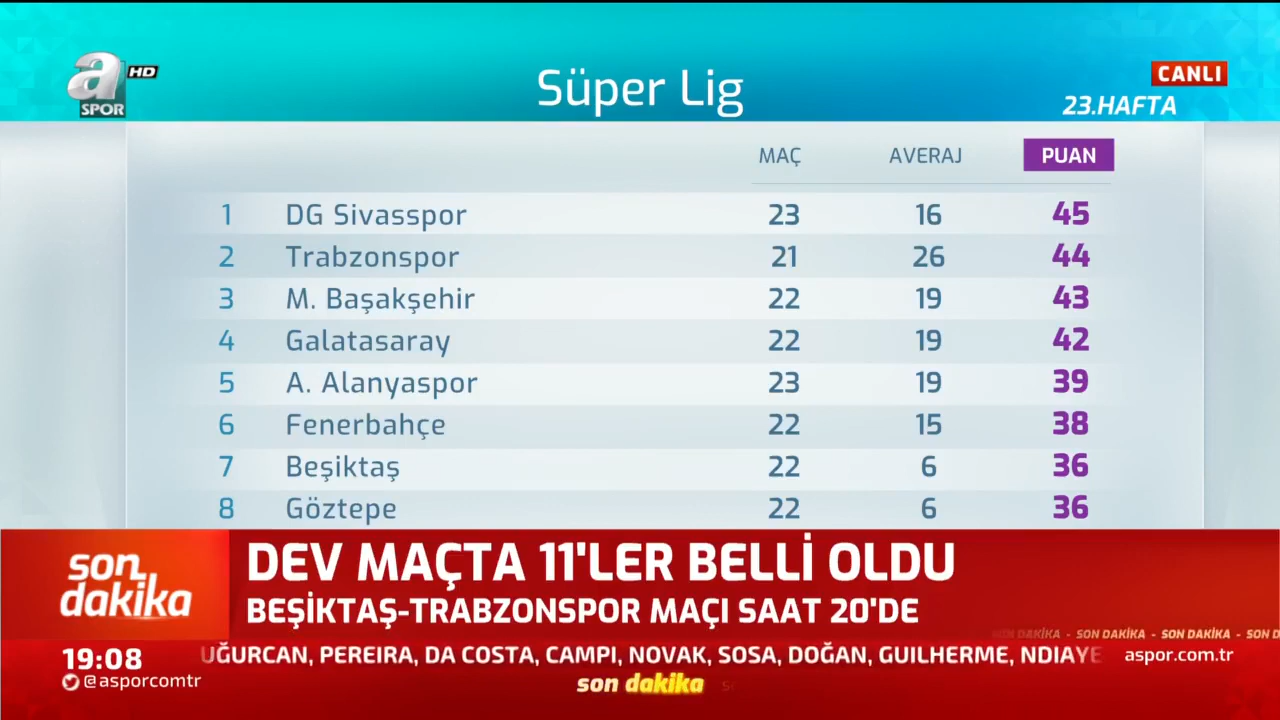 a HD
SPOR
Süper Lig
CANLI
23.HAFTA
MAÇ AVERAJ PUAN
1 DG Sivasspor 23 16 45
2 Trabzonspor 21 26 44
3 M. Başakşehir 22 19 43
4 Galatasaray 22 19 42
5 A. Alanyaspor 23 19 39
6 Fenerbahçe 22 15 38
7 Beşiktaş 22 6 36
8 Göztepe 22 6 36
son dakika
DEV MAÇTA 11'LER BELLİ OLDU
BEŞİKTAŞ-TRABZONSPOR MAÇI SAAT 20'DE
DAKİKA - SON DAKİKA - SON DAKİKA - SON D
19:08 UĞURCAN, PEREIRA, DA COSTA, CAMPI, NOVAK, SOSA, DOĞAN, GUILHERME, NDIAYE aspor.com.tr
@asporcomtr
son dakika